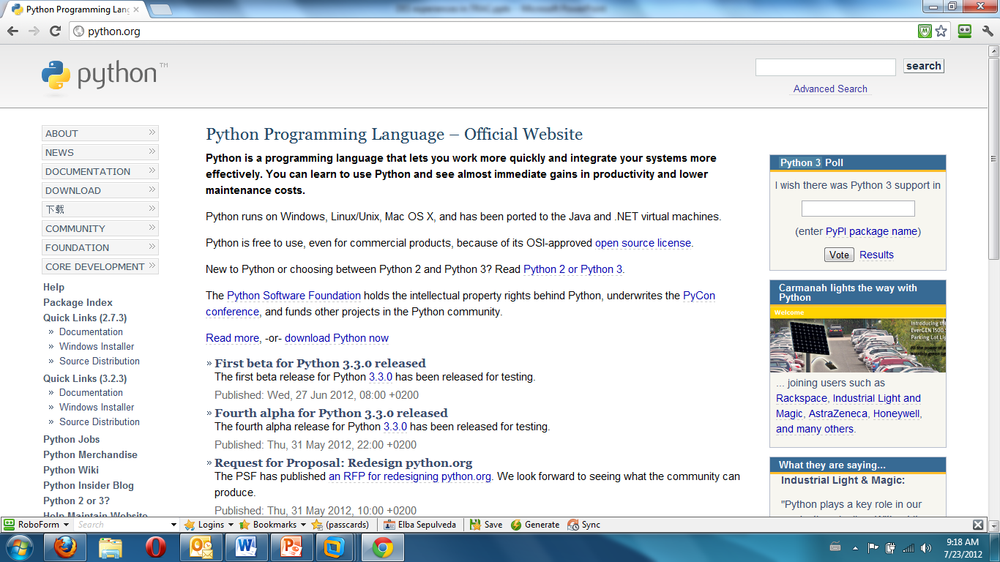 Python Programming Lang
Microsoft PowerPoint
python.org
python TM
search
Advanced Search
ABOUT
NEWS
DOCUMENTATION
DOWNLOAD
下载
COMMUNITY
FOUNDATION
CORE DEVELOPMENT
Help
Package Index
Quick Links (2.7.3)
» Documentation
» Windows Installer
» Source Distribution
Quick Links (3.2.3)
» Documentation
» Windows Installer
» Source Distribution
Python Jobs
Python Merchandise
Python Wiki
Python Insider Blog
Python 2 or 3?
Help Maintain Website
Python Programming Language – Official Website
Python is a programming language that lets you work more quickly and integrate your systems more
effectively. You can learn to use Python and see almost immediate gains in productivity and lower
maintenance costs.
Python runs on Windows, Linux/Unix, Mac OS X, and has been ported to the Java and .NET virtual machines.
Python is free to use, even for commercial products, because of its OSI-approved open source license.
New to Python or choosing between Python 2 and Python 3? Read Python 2 or Python 3.
The Python Software Foundation holds the intellectual property rights behind Python, underwrites the PyCon
conference, and funds other projects in the Python community.
Read more, -or- download Python now
» First beta for Python 3.3.0 released
The first beta release for Python 3.3.0 has been released for testing.
Published: Wed, 27 Jun 2012, 08:00 +0200
» Fourth alpha for Python 3.3.0 released
The fourth alpha release for Python 3.3.0 has been released for testing.
Published: Thu, 31 May 2012, 22:00 +0200
» Request for Proposal: Redesign python.org
The PSF has published an RFP for redesigning python.org. We look forward to seeing what the community can
produce.
Published: Thu, 31 May 2012, 10:00 +0200
Python 3 Poll
I wish there was Python 3 support in
(enter PyPI package name)
Vote Results
Carmanah lights the way with
Python
Welcome
Introducing th
EverGEN 1500
Parking Lot Li
... joining users such as
Rackspace, Industrial Light and
Magic, AstraZeneca, Honeywell,
and many others.
What they are saying...
Industrial Light & Magic:
"Python plays a key role in our
RoboForm Search Logins Bookmarks (passcards) Elba Sepulveda Save Generate Sync
9:18 AM
7/23/2012